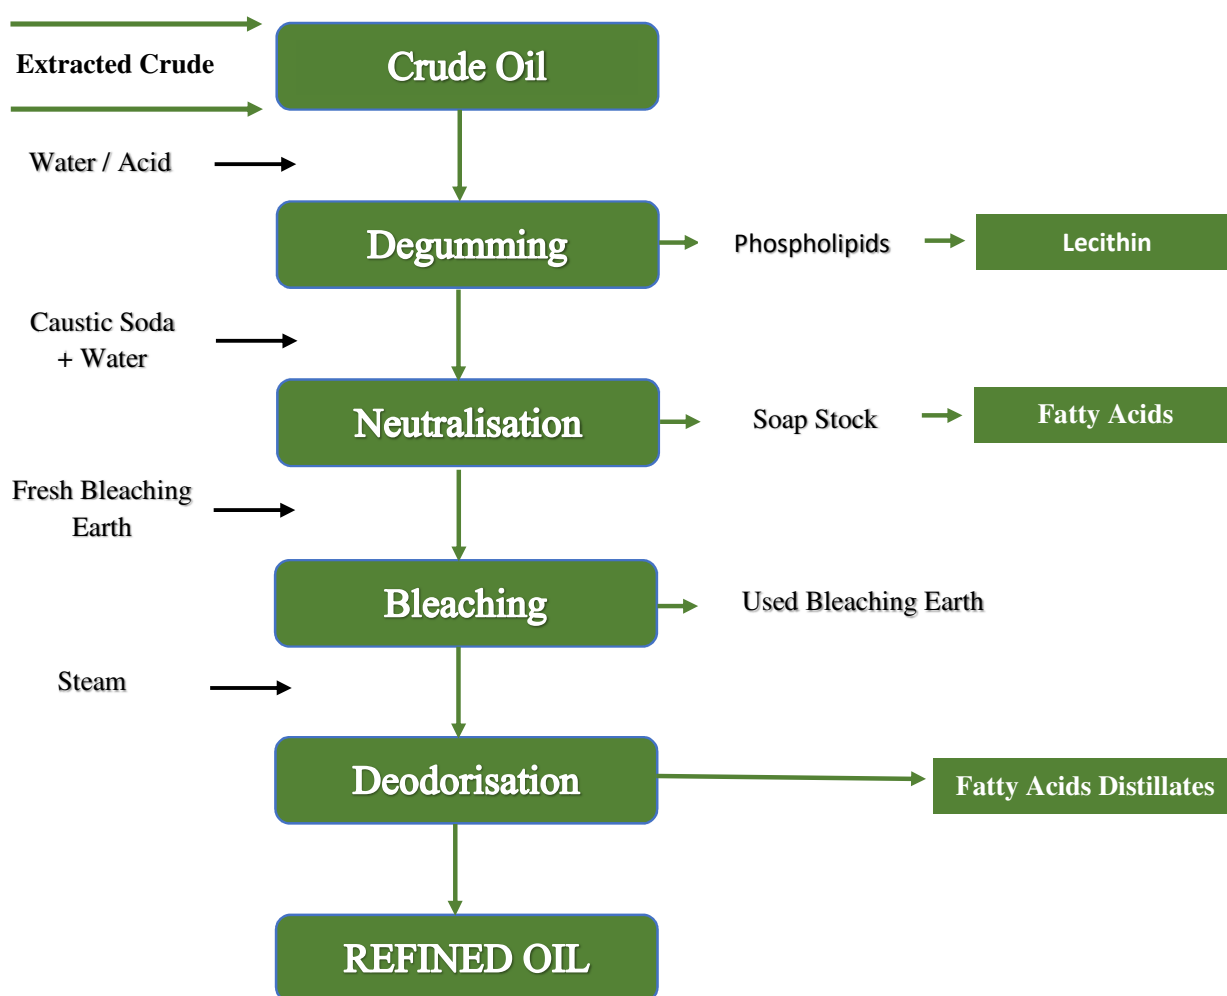 Extracted Crude
Crude Oil
Water / Acid
Degumming
Phospholipids
Lecithin
Caustic Soda
+ Water
Neutralisation
Soap Stock
Fatty Acids
Fresh Bleaching
Earth
Bleaching
Used Bleaching Earth
Steam
Deodorisation
Fatty Acids Distillates
REFINED OIL